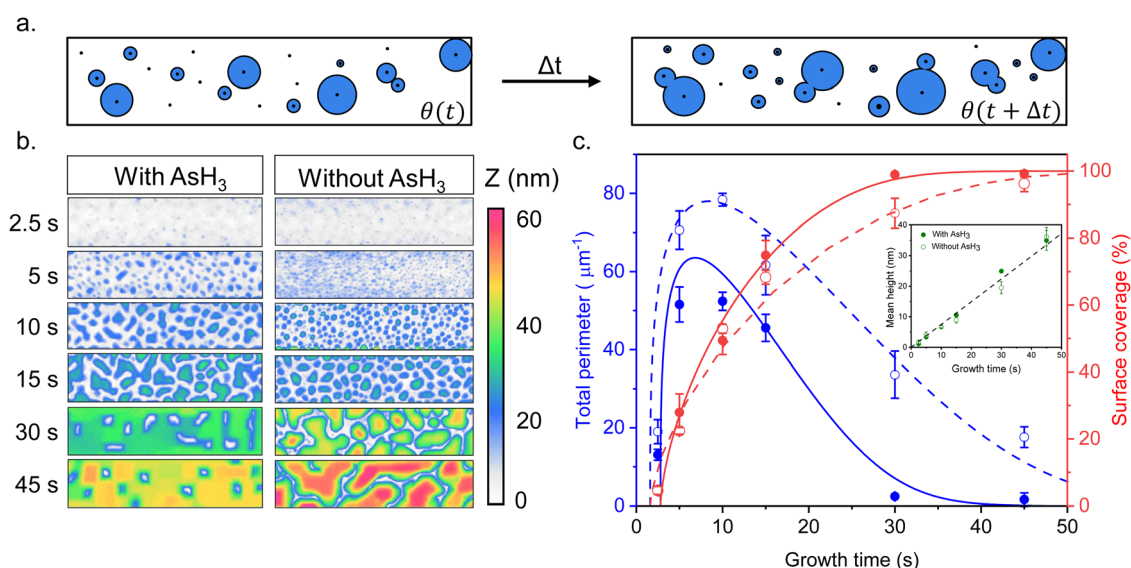 a.
θ(t)
Δt
θ(t + Δt)
b.
With AsH₃
Without AsH₃
Z (nm)
2.5 s
5 s
10 s
15 s
30 s
45 s
60
40
20
0
c.
Total perimeter ( μm⁻¹)
80
60
40
20
0
0
10
20
30
40
50
Growth time (s)
100
80
60
40
20
0
Surface coverage (%)
With AsH₃
Without AsH₃
Mean height (nm)
40
30
20
10
0
0
10
20
30
40
50
Growth time (s)